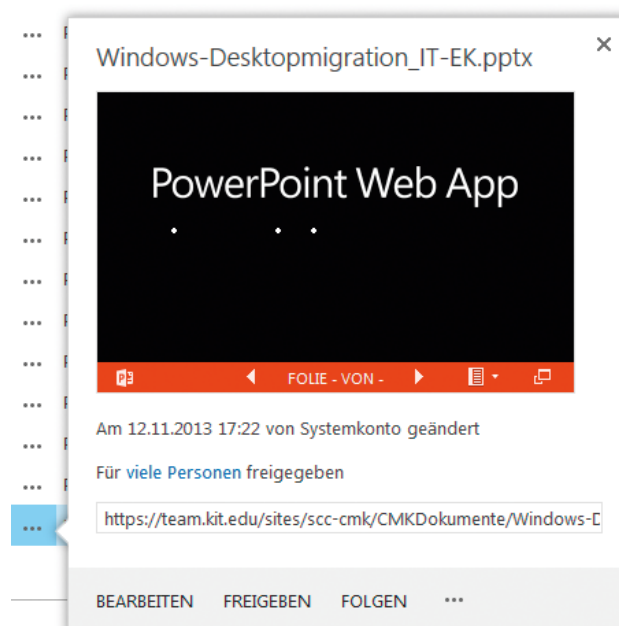 Windows-Desktopmigration_IT-EK.pptx
PowerPoint Web App
FOLIE - VON -
Am 12.11.2013 17:22 von Systemkonto geändert
Für viele Personen freigegeben
https://team.kit.edu/sites/scc-cmk/CMKDokumente/Windows-D
BEARBEITEN FREIGEBEN FOLGEN ...